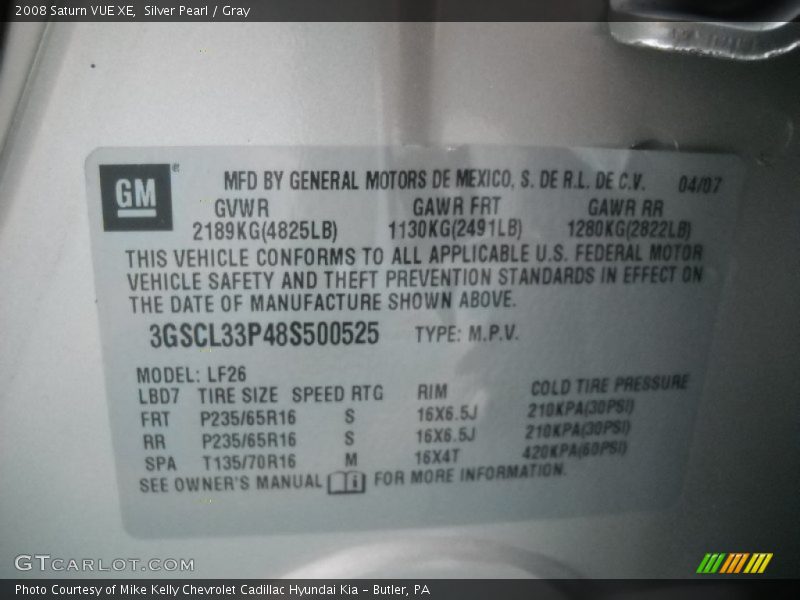 2008 Saturn VUE XE,  Silver Pearl / Gray
GM ®
MFD BY GENERAL MOTORS DE MEXICO, S. DE R.L. DE C.V. 04/07
GVWR GAWR FRT GAWR RR
2189KG(4825LB) 1130KG(2491LB) 1280KG(2822LB)
THIS VEHICLE CONFORMS TO ALL APPLICABLE U.S. FEDERAL MOTOR
VEHICLE SAFETY AND THEFT PREVENTION STANDARDS IN EFFECT ON
THE DATE OF MANUFACTURE SHOWN ABOVE.
3GSCL33P48S500525 TYPE: M.P.V.
MODEL: LF26
LBD7 TIRE SIZE SPEED RTG RIM COLD TIRE PRESSURE
FRT P235/65R16 S 16X6.5J 210KPA(30PSI)
RR P235/65R16 S 16X6.5J 210KPA(30PSI)
SPA T135/70R16 M 16X4T 420KPA(60PSI)
SEE OWNER'S MANUAL FOR MORE INFORMATION.
GTCARLOT.COM
Photo Courtesy of Mike Kelly Chevrolet Cadillac Hyundai Kia – Butler, PA